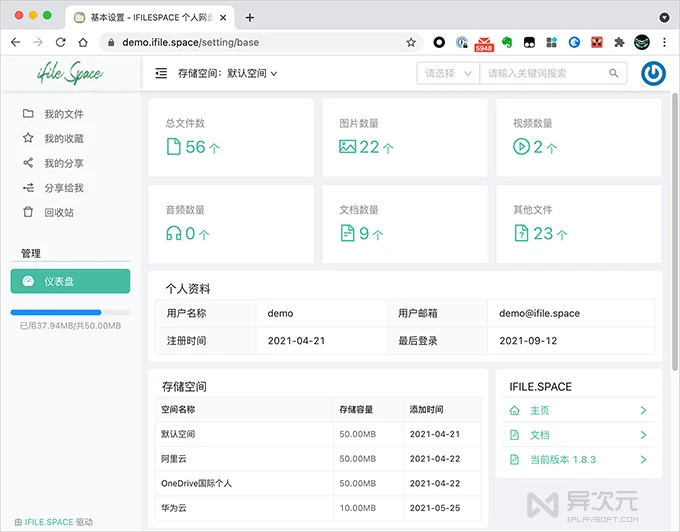 基本设置 - IFILESPACE 个人网盘
demo.ifile.space/setting/base
594B
ifile.Space
存储空间： 默认空间
请选择
请输入关键词搜索
我的文件
我的收藏
我的分享
分享给我
回收站
管理
仪表盘
已用37.94MB/共50.00MB
总文件数
56 个
图片数量
22 个
视频数量
2 个
音频数量
0 个
文档数量
9 个
其他文件
23 个
个人资料
用户名称 demo 用户邮箱 demo@ifile.space
注册时间 2021-04-21 最后登录 2021-09-12
存储空间
空间名称 存储容量 添加时间
默认空间 50.00MB 2021-04-21
阿里云 50.00MB 2021-04-22
OneDrive国际个人 50.00MB 2021-04-22
华为云 10.00MB 2021-05-25
IFILE.SPACE
主页
文档
当前版本 1.8.3
由 IFILE.SPACE 驱动
异次元
IPLAYSOFT.COM